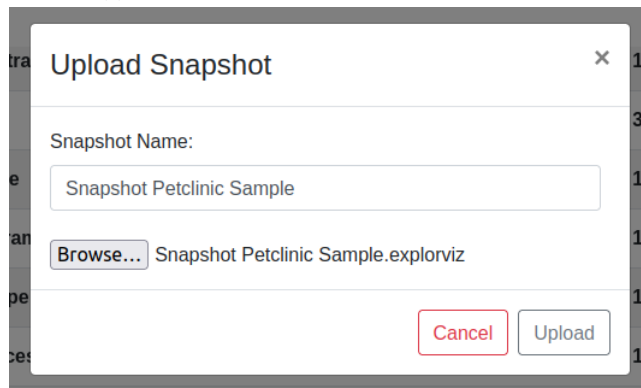 Upload Snapshot ×
Snapshot Name:
Snapshot Petclinic Sample
Browse... Snapshot Petclinic Sample.explorviz
Cancel Upload